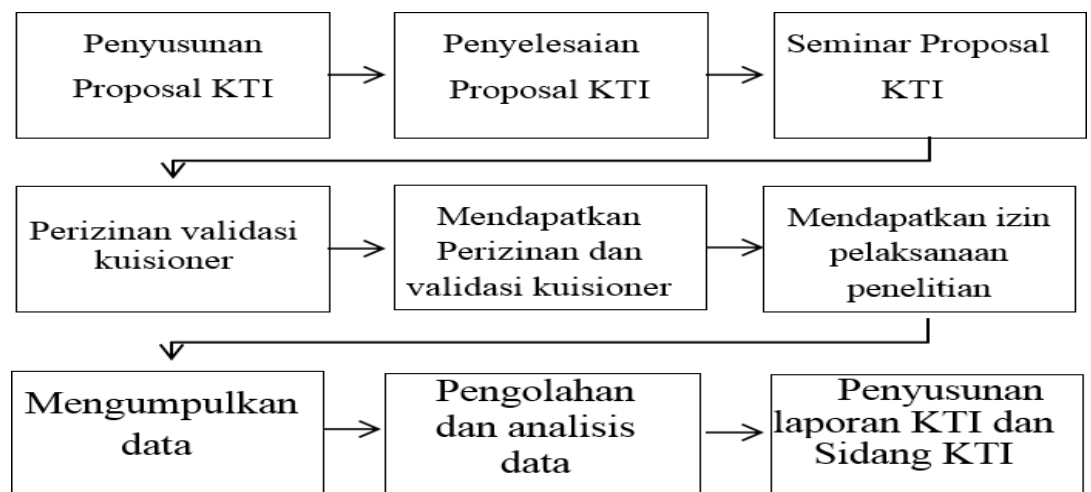 Penyusunan
Proposal KTI
Penyelesaian
Proposal KTI
Seminar Proposal
KTI
Perizinan validasi
kuisioner
Mendapatkan
Perizinan dan
validasi kuisioner
Mendapatkan izin
pelaksanaan
penelitian
Mengumpulkan
data
Pengolahan
dan analisis
data
Penyusunan
laporan KTI dan
Sidang KTI